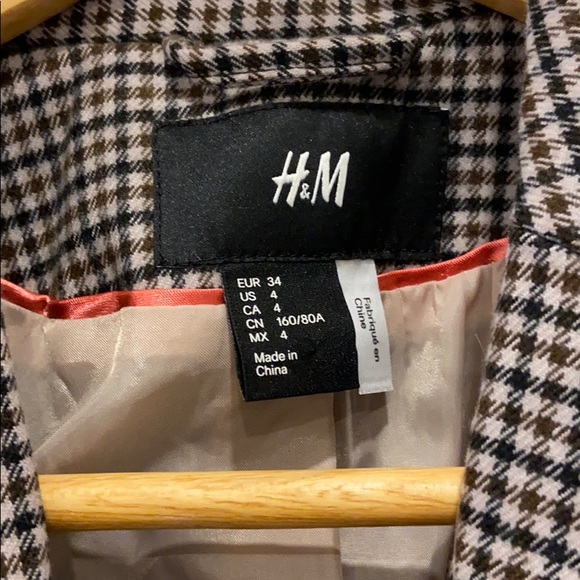 H&M
EUR 34
US 4
CA 4
CN 160/80A
MX 4
Made in
China
Fabriqué en
Chine